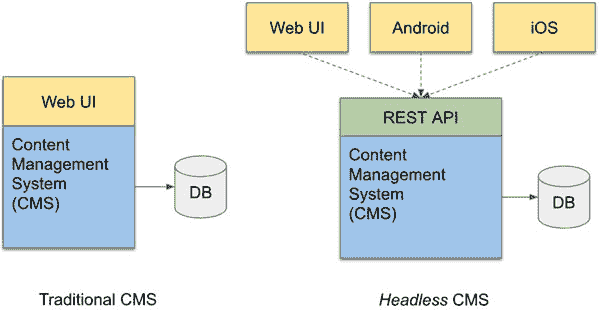 Web UI
Content
Management
System
(CMS)
DB
Traditional CMS
Web UI
Android
iOS
REST API
Content
Management
System
(CMS)
DB
Headless CMS